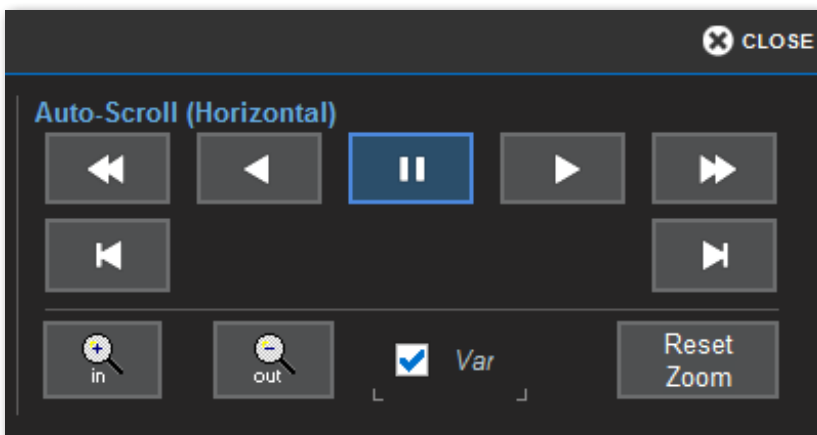 CLOSE
Auto-Scroll (Horizontal)
in
out
Var
Reset
Zoom